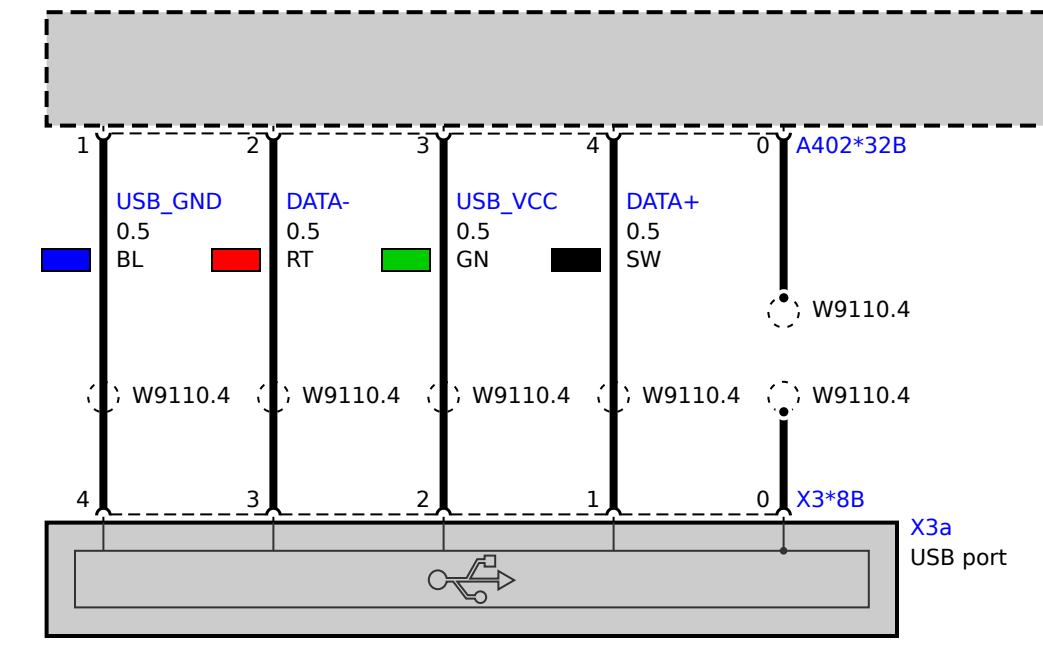 1 2 3 4 0 A402*32B
USB_GND DATA- USB_VCC DATA+
0.5 0.5 0.5 0.5
BL RT GN SW
W9110.4
W9110.4 W9110.4 W9110.4 W9110.4 W9110.4
4 3 2 1 0 X3*8B
X3a
USB port